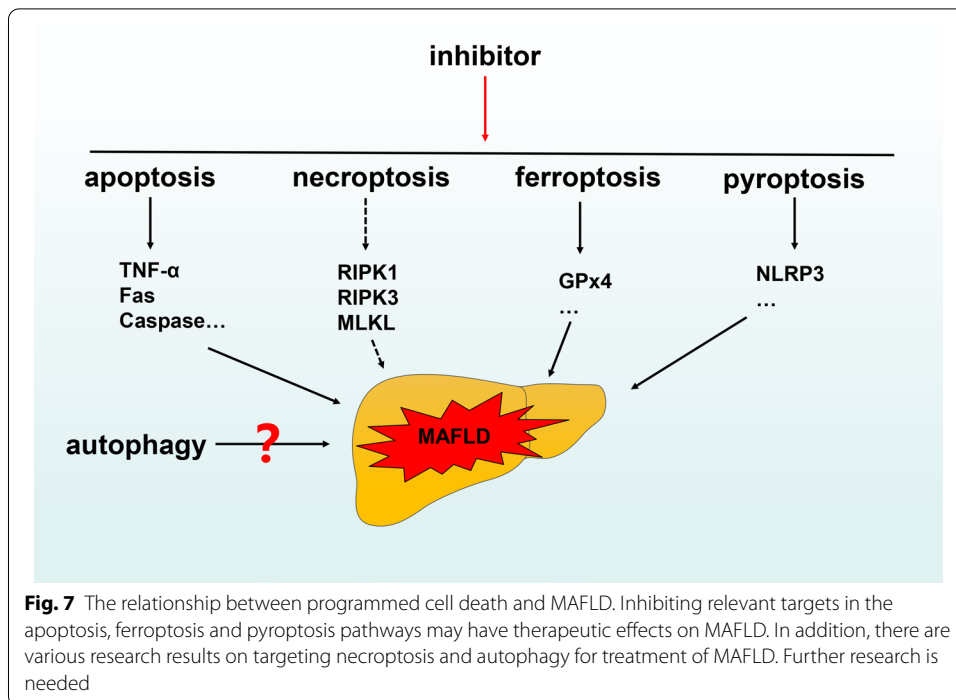 inhibitor
apoptosis necroptosis ferroptosis pyroptosis
TNF-α
Fas
Caspase…
RIPK1
RIPK3
MLKL
GPx4
…
NLRP3
…
autophagy ?
MAFLD
Fig. 7 The relationship between programmed cell death and MAFLD. Inhibiting relevant targets in the
apoptosis, ferroptosis and pyroptosis pathways may have therapeutic effects on MAFLD. In addition, there are
various research results on targeting necroptosis and autophagy for treatment of MAFLD. Further research is
needed